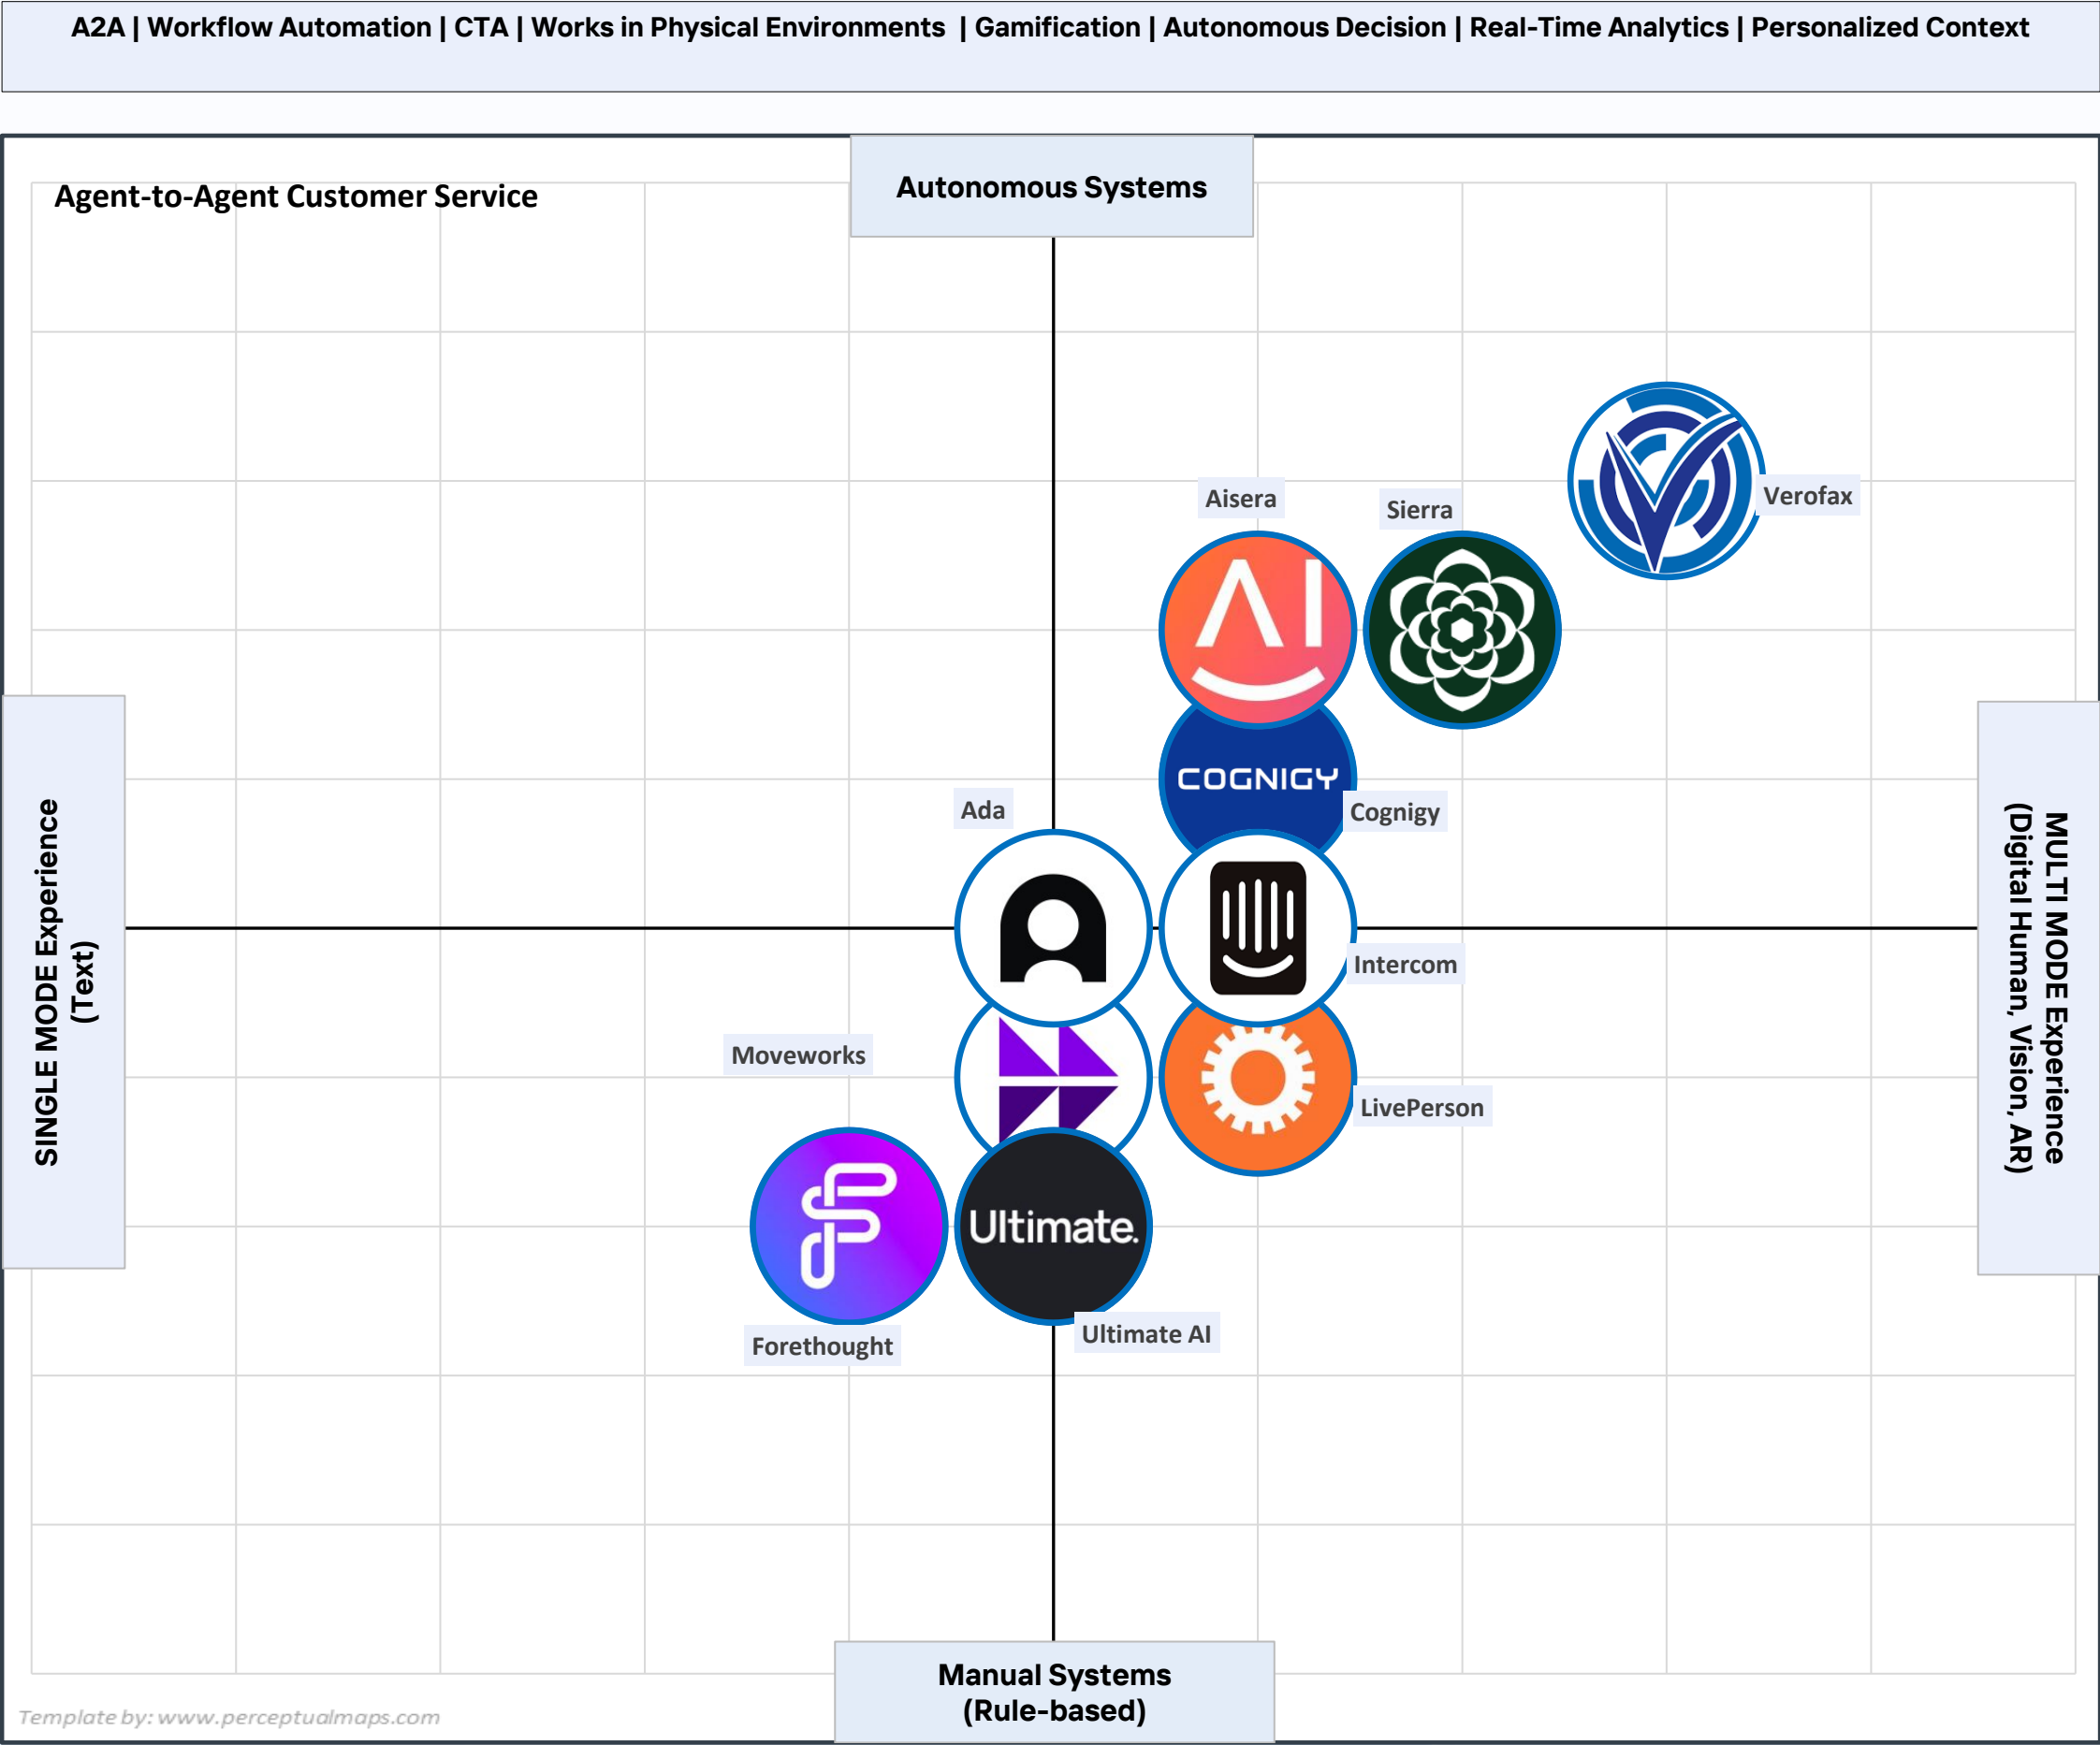 A2A | Workflow Automation | CTA | Works in Physical Environments | Gamification | Autonomous Decision | Real-Time Analytics | Personalized Context
Agent-to-Agent Customer Service
Autonomous Systems
Verofax
Aisera
Sierra
AI
COGNIGY
Cognigy
Ada
SINGLE MODE Experience
(Text)
MULTI MODE Experience
(Digital Human, Vision, AR)
Intercom
Moveworks
LivePerson
Ultimate.
Forethought
Ultimate AI
Manual Systems
(Rule-based)
Template by: www.perceptualmaps.com